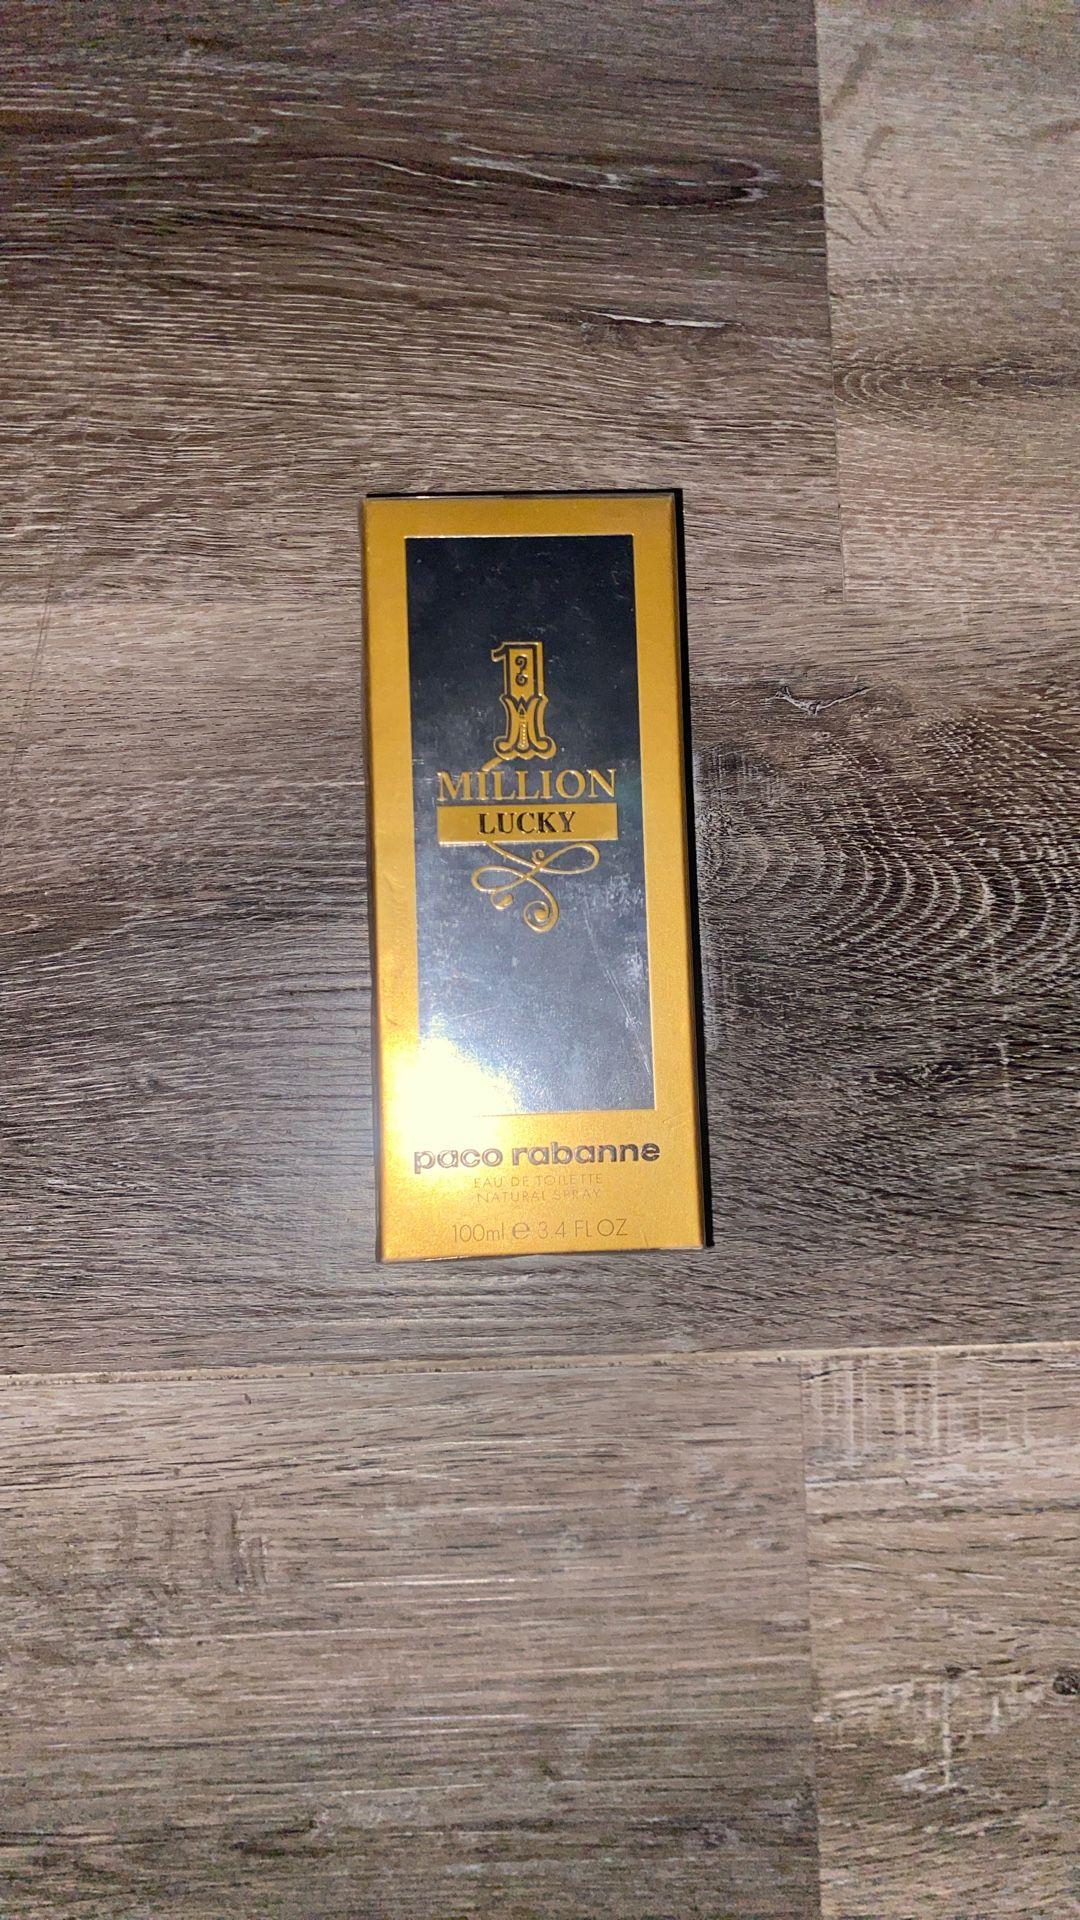 1
MILLION
LUCKY
paco rabanne
EAU DE TOILETTE
NATURAL SPRAY
100ml ℮ 3.4 FL OZ